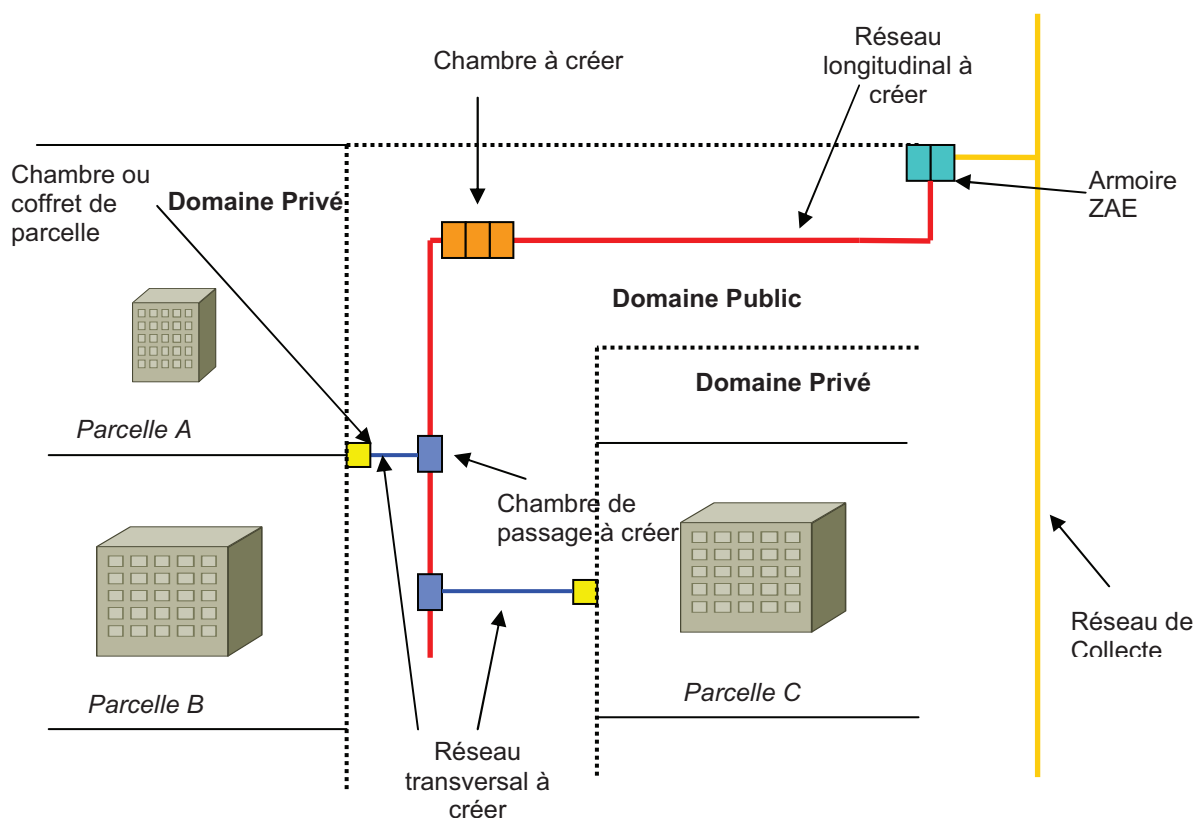 Réseau
longitudinal à
créer
Chambre à créer
Chambre ou
coffret de
parcelle
Domaine Privé
Armoire
ZAE
Domaine Public
Domaine Privé
Parcelle A
Chambre de
passage à créer
Réseau de
Collecte
Parcelle B
Parcelle C
Réseau
transversal à
créer